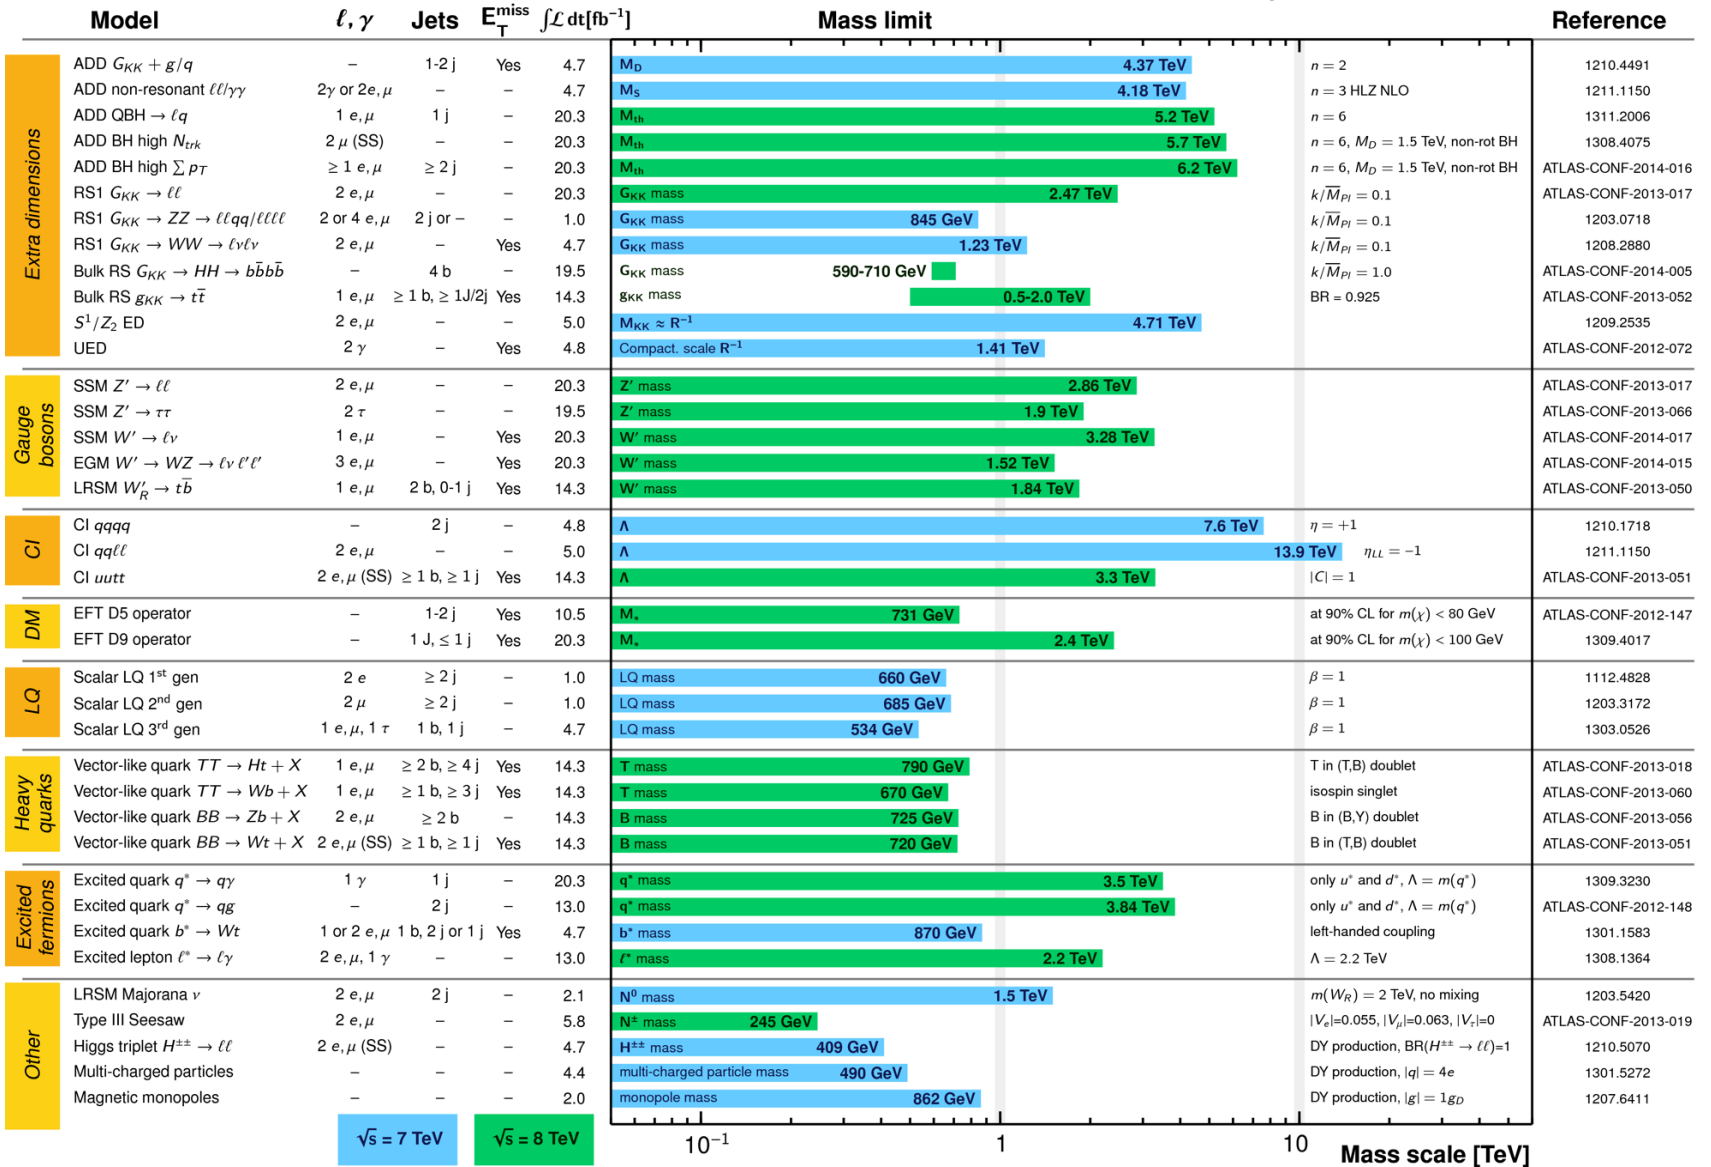 Model ℓ, γ Jets E_T^miss ∫ℒ dt[fb⁻¹] Mass limit Reference
Extra dimensions
ADD G_KK + g/q – 1-2 j Yes 4.7 M_D 4.37 TeV n = 2 1210.4491
ADD non-resonant ℓℓ/γγ 2γ or 2e, μ – – 4.7 M_S 4.18 TeV n = 3 HLZ NLO 1211.1150
ADD QBH → ℓq 1 e, μ 1 j – 20.3 M_th 5.2 TeV n = 6 1311.2006
ADD BH high N_trk 2 μ (SS) – – 20.3 M_th 5.7 TeV n = 6, M_D = 1.5 TeV, non-rot BH 1308.4075
ADD BH high ∑ p_T ≥ 1 e, μ ≥ 2 j – 20.3 M_th 6.2 TeV n = 6, M_D = 1.5 TeV, non-rot BH ATLAS-CONF-2014-016
RS1 G_KK → ℓℓ 2 e, μ – – 20.3 G_KK mass 2.47 TeV k/M̅_Pl = 0.1 ATLAS-CONF-2013-017
RS1 G_KK → ZZ → ℓℓqq/ℓℓℓℓ 2 or 4 e, μ 2 j or – – 1.0 G_KK mass 845 GeV k/M̅_Pl = 0.1 1203.0718
RS1 G_KK → WW → ℓνℓν 2 e, μ – Yes 4.7 G_KK mass 1.23 TeV k/M̅_Pl = 0.1 1208.2880
Bulk RS G_KK → HH → bb̅bb̅ – 4 b – 19.5 G_KK mass 590-710 GeV k/M̅_Pl = 1.0 ATLAS-CONF-2014-005
Bulk RS g_KK → tt̅ 1 e, μ ≥ 1 b, ≥ 1J/2j Yes 14.3 g_KK mass 0.5-2.0 TeV BR = 0.925 ATLAS-CONF-2013-052
S¹/Z₂ ED 2 e, μ – – 5.0 M_KK ≈ R⁻¹ 4.71 TeV 1209.2535
UED 2 γ – Yes 4.8 Compact. scale R⁻¹ 1.41 TeV ATLAS-CONF-2012-072
Gauge bosons
SSM Z′ → ℓℓ 2 e, μ – – 20.3 Z′ mass 2.86 TeV ATLAS-CONF-2013-017
SSM Z′ → ττ 2 τ – – 19.5 Z′ mass 1.9 TeV ATLAS-CONF-2013-066
SSM W′ → ℓν 1 e, μ – Yes 20.3 W′ mass 3.28 TeV ATLAS-CONF-2014-017
EGM W′ → WZ → ℓν ℓ′ℓ′ 3 e, μ – Yes 20.3 W′ mass 1.52 TeV ATLAS-CONF-2014-015
LRSM W′_R → tb̅ 1 e, μ 2 b, 0-1 j Yes 14.3 W′ mass 1.84 TeV ATLAS-CONF-2013-050
CI
CI qqqq – 2 j – 4.8 Λ 7.6 TeV η = +1 1210.1718
CI qqℓℓ 2 e, μ – – 5.0 Λ 13.9 TeV η_LL = −1 1211.1150
CI uutt 2 e, μ (SS) ≥ 1 b, ≥ 1 j Yes 14.3 Λ 3.3 TeV |C| = 1 ATLAS-CONF-2013-051
DM
EFT D5 operator – 1-2 j Yes 10.5 M_* 731 GeV at 90% CL for m(χ) < 80 GeV ATLAS-CONF-2012-147
EFT D9 operator – 1 J, ≤ 1 j Yes 20.3 M_* 2.4 TeV at 90% CL for m(χ) < 100 GeV 1309.4017
LQ
Scalar LQ 1st gen 2 e ≥ 2 j – 1.0 LQ mass 660 GeV β = 1 1112.4828
Scalar LQ 2nd gen 2 μ ≥ 2 j – 1.0 LQ mass 685 GeV β = 1 1203.3172
Scalar LQ 3rd gen 1 e, μ, 1 τ 1 b, 1 j – 4.7 LQ mass 534 GeV β = 1 1303.0526
Heavy quarks
Vector-like quark TT → Ht + X 1 e, μ ≥ 2 b, ≥ 4 j Yes 14.3 T mass 790 GeV T in (T,B) doublet ATLAS-CONF-2013-018
Vector-like quark TT → Wb + X 1 e, μ ≥ 1 b, ≥ 3 j Yes 14.3 T mass 670 GeV isospin singlet ATLAS-CONF-2013-060
Vector-like quark BB → Zb + X 2 e, μ ≥ 2 b – 14.3 B mass 725 GeV B in (B,Y) doublet ATLAS-CONF-2013-056
Vector-like quark BB → Wt + X 2 e, μ (SS) ≥ 1 b, ≥ 1 j Yes 14.3 B mass 720 GeV B in (T,B) doublet ATLAS-CONF-2013-051
Excited fermions
Excited quark q* → qγ 1 γ 1 j – 20.3 q* mass 3.5 TeV only u* and d*, Λ = m(q*) 1309.3230
Excited quark q* → qg – 2 j – 13.0 q* mass 3.84 TeV only u* and d*, Λ = m(q*) ATLAS-CONF-2012-148
Excited quark b* → Wt 1 or 2 e, μ 1 b, 2 j or 1 j Yes 4.7 b* mass 870 GeV left-handed coupling 1301.1583
Excited lepton ℓ* → ℓγ 2 e, μ, 1 γ – – 13.0 ℓ* mass 2.2 TeV Λ = 2.2 TeV 1308.1364
Other
LRSM Majorana ν 2 e, μ 2 j – 2.1 N⁰ mass 1.5 TeV m(W_R) = 2 TeV, no mixing 1203.5420
Type III Seesaw 2 e, μ – – 5.8 N± mass 245 GeV |V_e|=0.055, |V_μ|=0.063, |V_τ|=0 ATLAS-CONF-2013-019
Higgs triplet H±± → ℓℓ 2 e, μ (SS) – – 4.7 H±± mass 409 GeV DY production, BR(H±± → ℓℓ)=1 1210.5070
Multi-charged particles – – – 4.4 multi-charged particle mass 490 GeV DY production, |q| = 4e 1301.5272
Magnetic monopoles – – – 2.0 monopole mass 862 GeV DY production, |g| = 1g_D 1207.6411
√s = 7 TeV √s = 8 TeV
10⁻¹ 1 10
Mass scale [TeV]